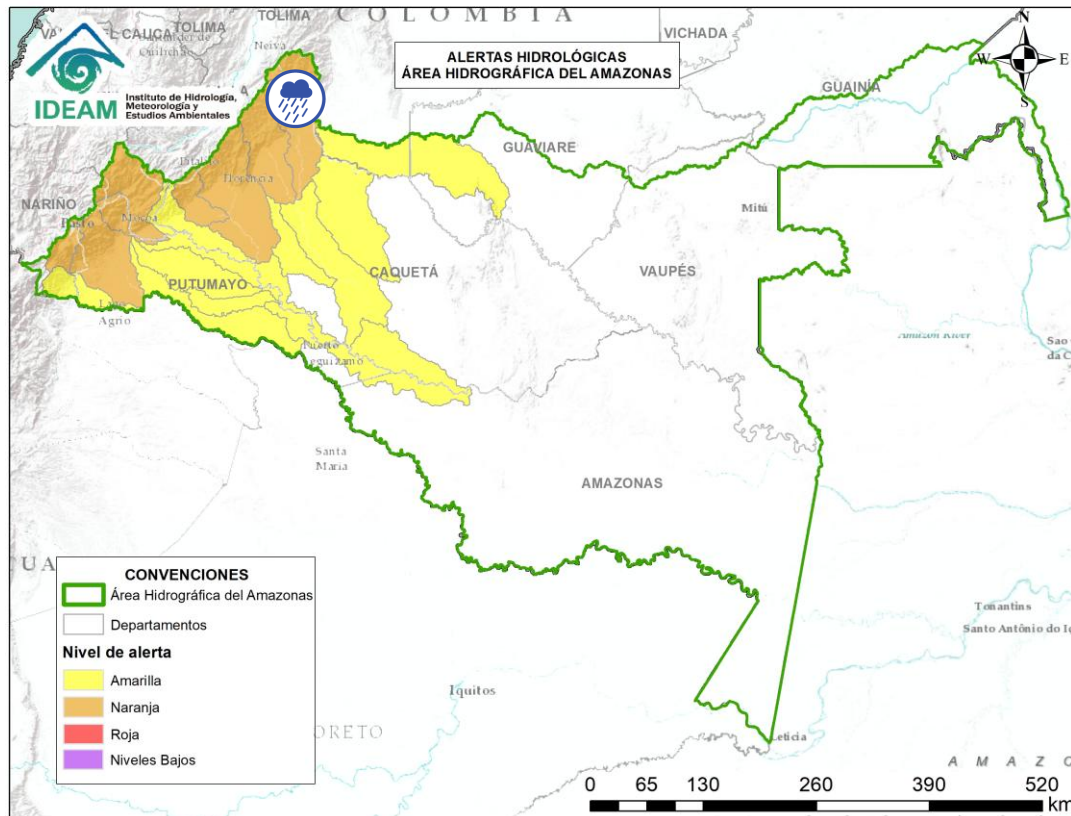 COLOMBIA
TOLIMA
TOLIMA
VICHADA
Neiva
ALERTAS HIDROLÓGICAS
ÁREA HIDROGRÁFICA DEL AMAZONAS
N
W
E
S
IDEAM
Instituto de Hidrología,
Meteorología y
Estudios Ambientales
GUAINÍA
GUAVIARE
Florencia
NARIÑO
Pasto
Mocoa
Mitú
CAQUETÁ
VAUPÉS
PUTUMAYO
Lago
Agrio
Puerto
Leguizamo
Amazon River
Santa
Maria
AMAZONAS
CONVENCIONES
Área Hidrográfica del Amazonas
Departamentos
Nivel de alerta
Amarilla
Naranja
Roja
Niveles Bajos
Tonantins
Santo Antônio do
Iquitos
ORETO
Leticia
A M A Z O
0 65 130 260 390 520
km